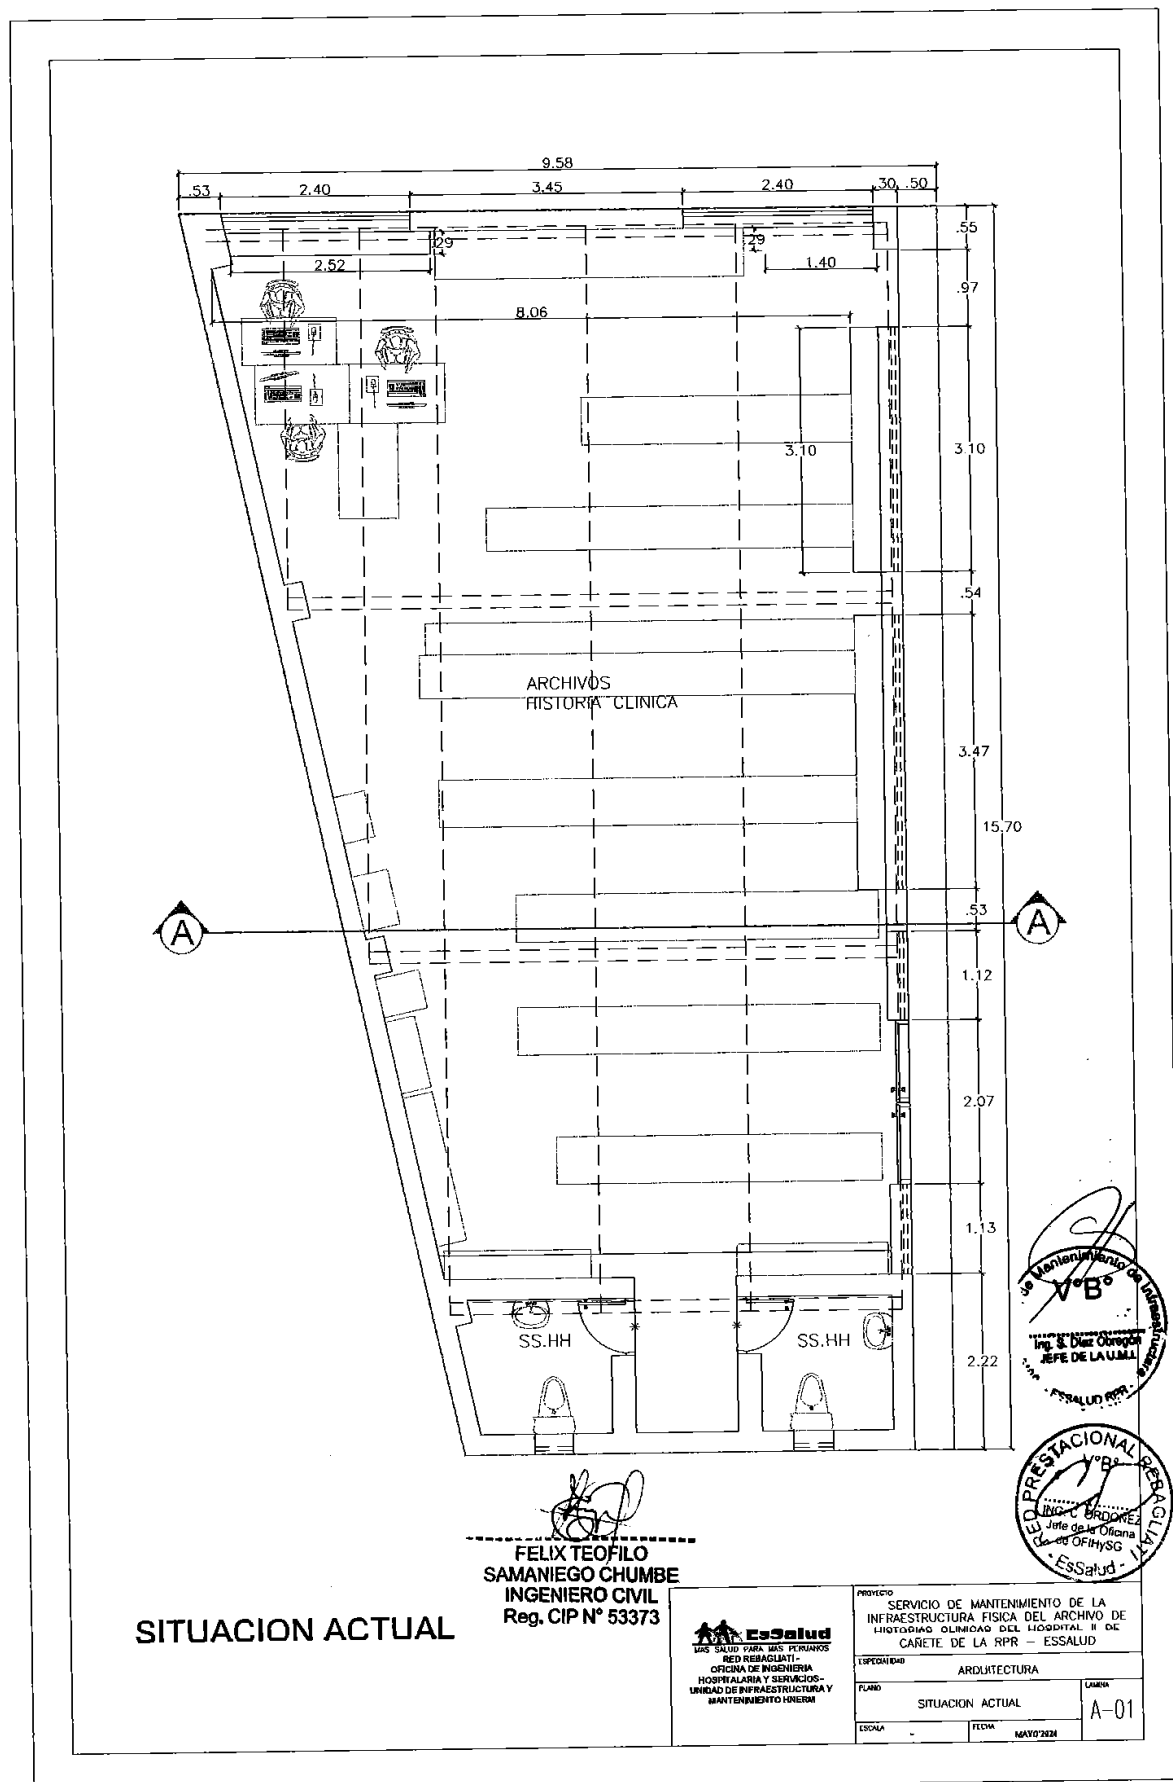 9.58
.53 2.40 3.45 2.40 .30 .50
.29 .29 .55
2.52 1.40
.97
8.06
3.10 3.10
.54
ARCHIVOS
HISTORIA CLINICA
3.47
15.70
A A
.53
1.12
2.07
1.13
SS.HH SS.HH
2.22
de Mantenimiento de Infraestructura
V°B°
Ing. S. Diaz Obregón
JEFE DE LA U.M.I.
- ESSALUD RPR -
RED PRESTACIONAL REBAGLIATI
V°B°
ING. C. ORDOÑEZ
Jefe de la Oficina
de OFIHySG
- EsSalud -
FELIX TEOFILO
SAMANIEGO CHUMBE
INGENIERO CIVIL
Reg. CIP N° 53373
SITUACION ACTUAL
EsSalud
MAS SALUD PARA MAS PERUANOS
RED REBAGLIATI -
OFICINA DE INGENIERIA
HOSPITALARIA Y SERVICIOS -
UNIDAD DE INFRAESTRUCTURA Y
MANTENIMIENTO HNERM
PROYECTO
SERVICIO DE MANTENIMIENTO DE LA
INFRAESTRUCTURA FISICA DEL ARCHIVO DE
HISTORIAS CLINICAS DEL HOSPITAL II DE
CAÑETE DE LA RPR – ESSALUD
ESPECIALIDAD
ARQUITECTURA
PLANO
SITUACION ACTUAL
LAMINA
A-01
ESCALA
-
FECHA
MAYO'2024